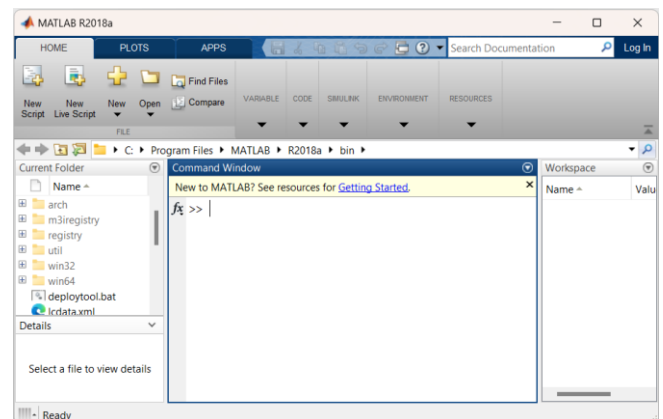 MATLAB R2018a
HOME PLOTS APPS Search Documentation Log In
New Script New Live Script New Open Find Files Compare VARIABLE CODE SIMULINK ENVIRONMENT RESOURCES
FILE
C: Program Files MATLAB R2018a bin
Current Folder Command Window Workspace
Name New to MATLAB? See resources for Getting Started. Name Valu
fx >>
arch
m3iregistry
registry
util
win32
win64
deploytool.bat
lcdata.xml
Details
Select a file to view details
Ready